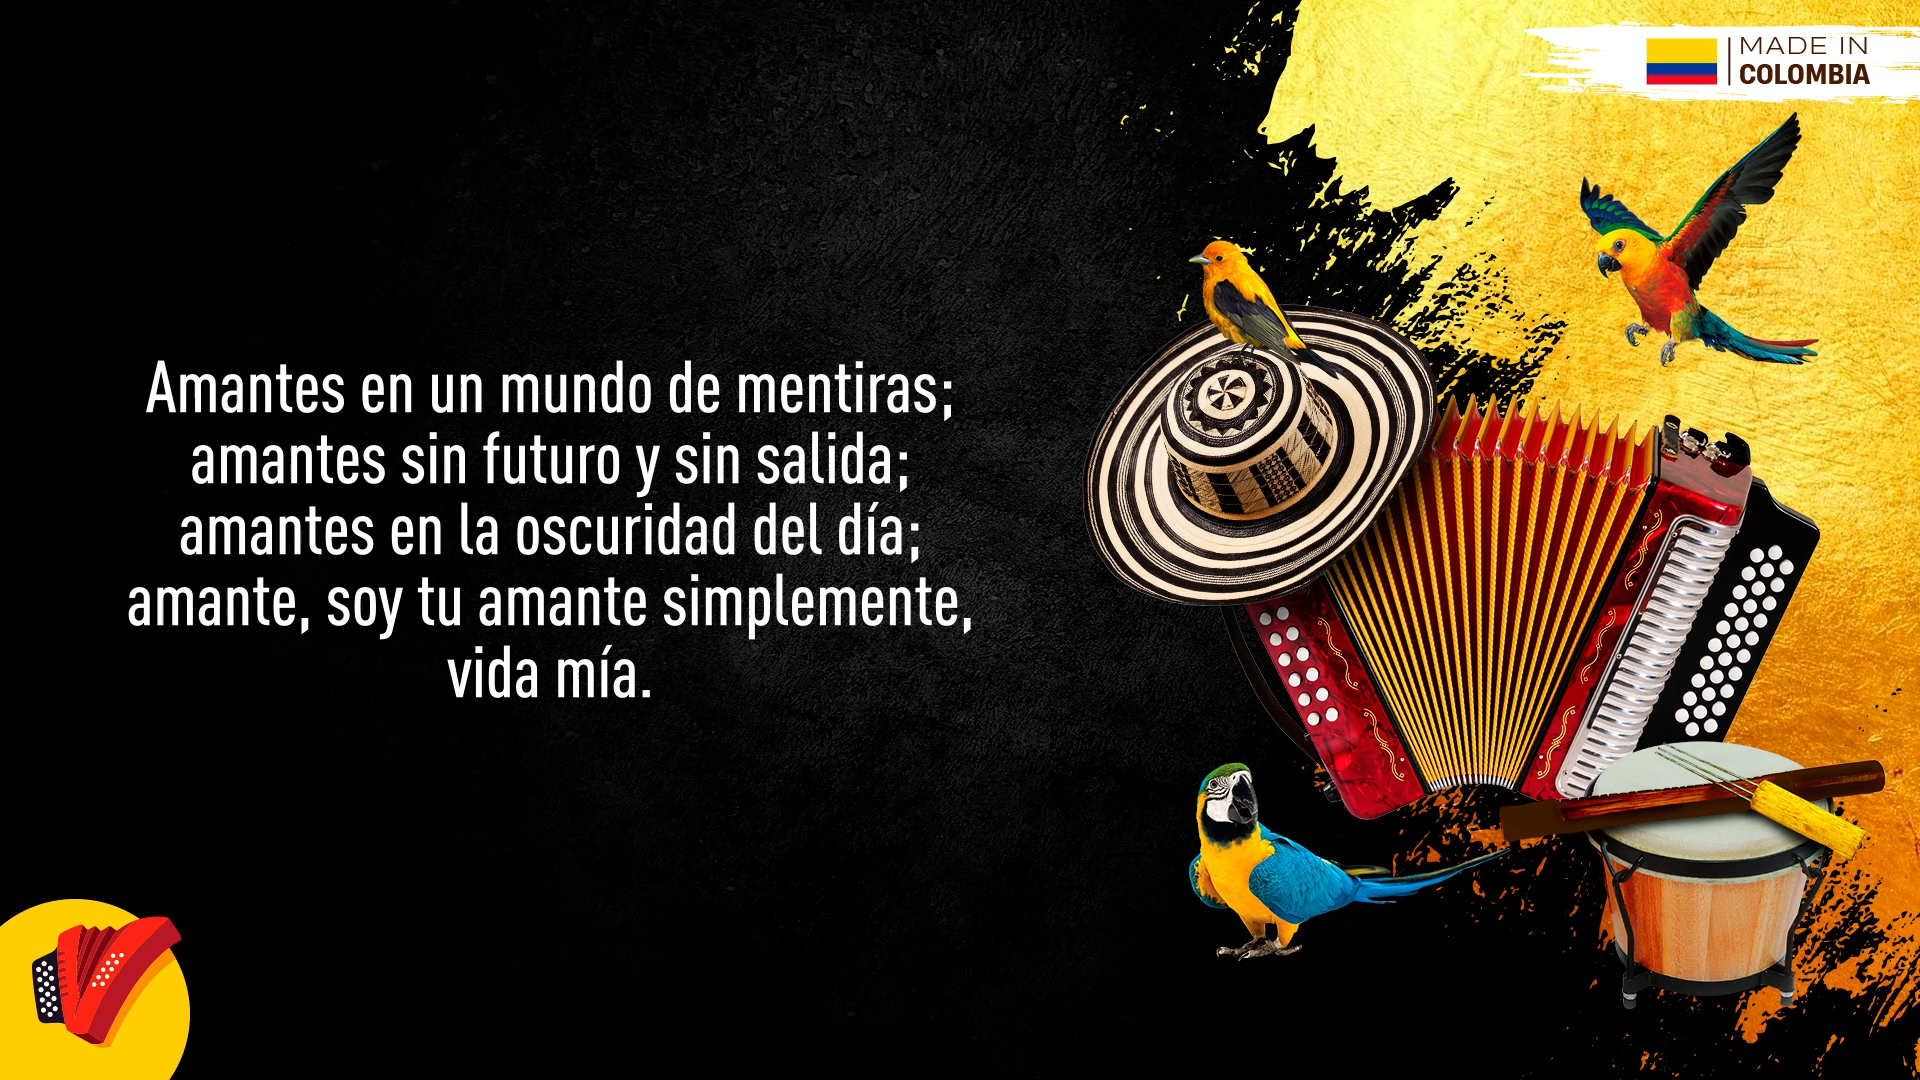 MADE IN
COLOMBIA
Amantes en un mundo de mentiras;
amantes sin futuro y sin salida;
amantes en la oscuridad del día;
amante, soy tu amante simplemente,
vida mía.